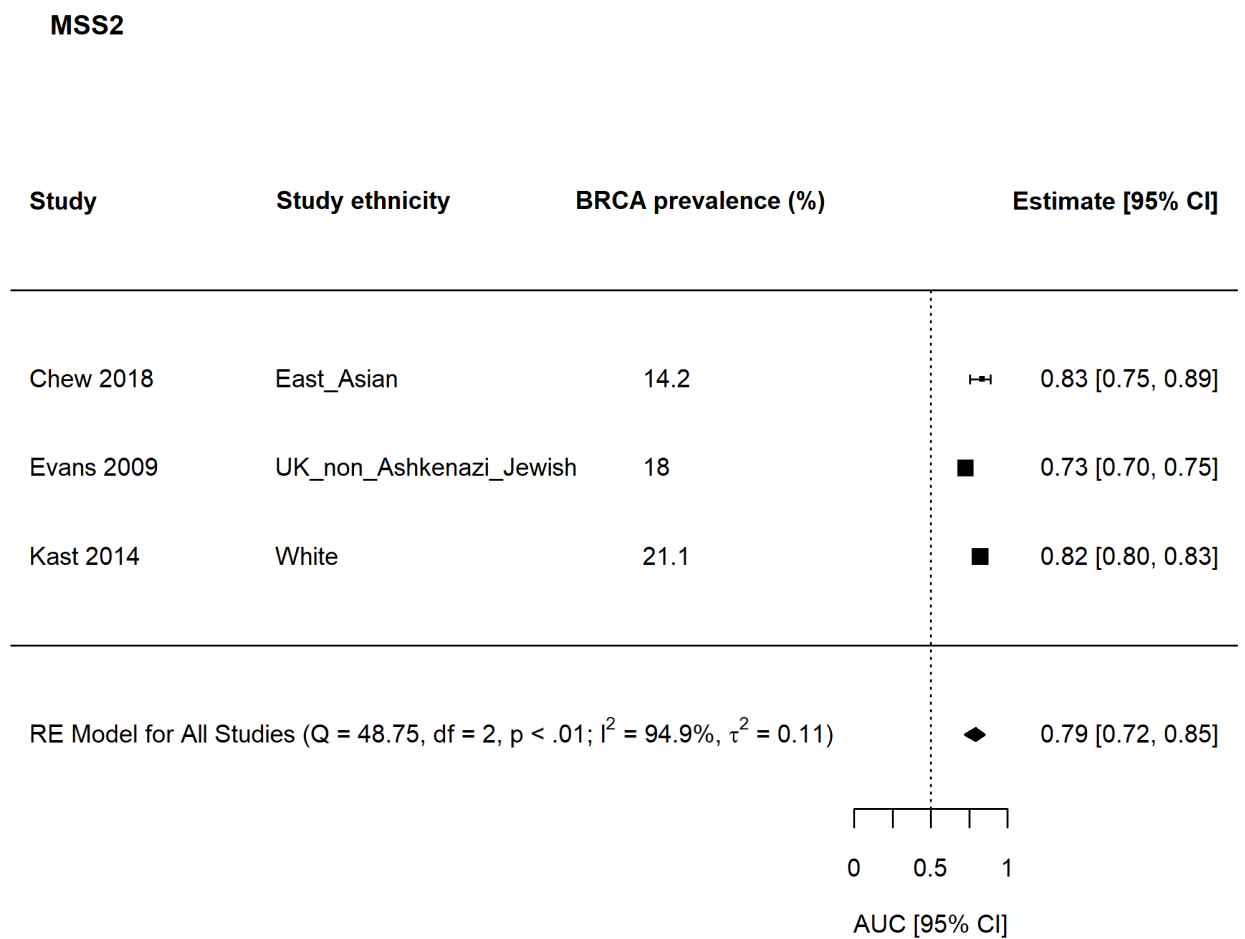 MSS2
Study Study ethnicity BRCA prevalence (%) Estimate [95% CI]
Chew 2018 East_Asian 14.2 0.83 [0.75, 0.89]
Evans 2009 UK_non_Ashkenazi_Jewish 18 0.73 [0.70, 0.75]
Kast 2014 White 21.1 0.82 [0.80, 0.83]
RE Model for All Studies (Q = 48.75, df = 2, p < .01; I² = 94.9%, τ² = 0.11) 0.79 [0.72, 0.85]
0 0.5 1
AUC [95% CI]